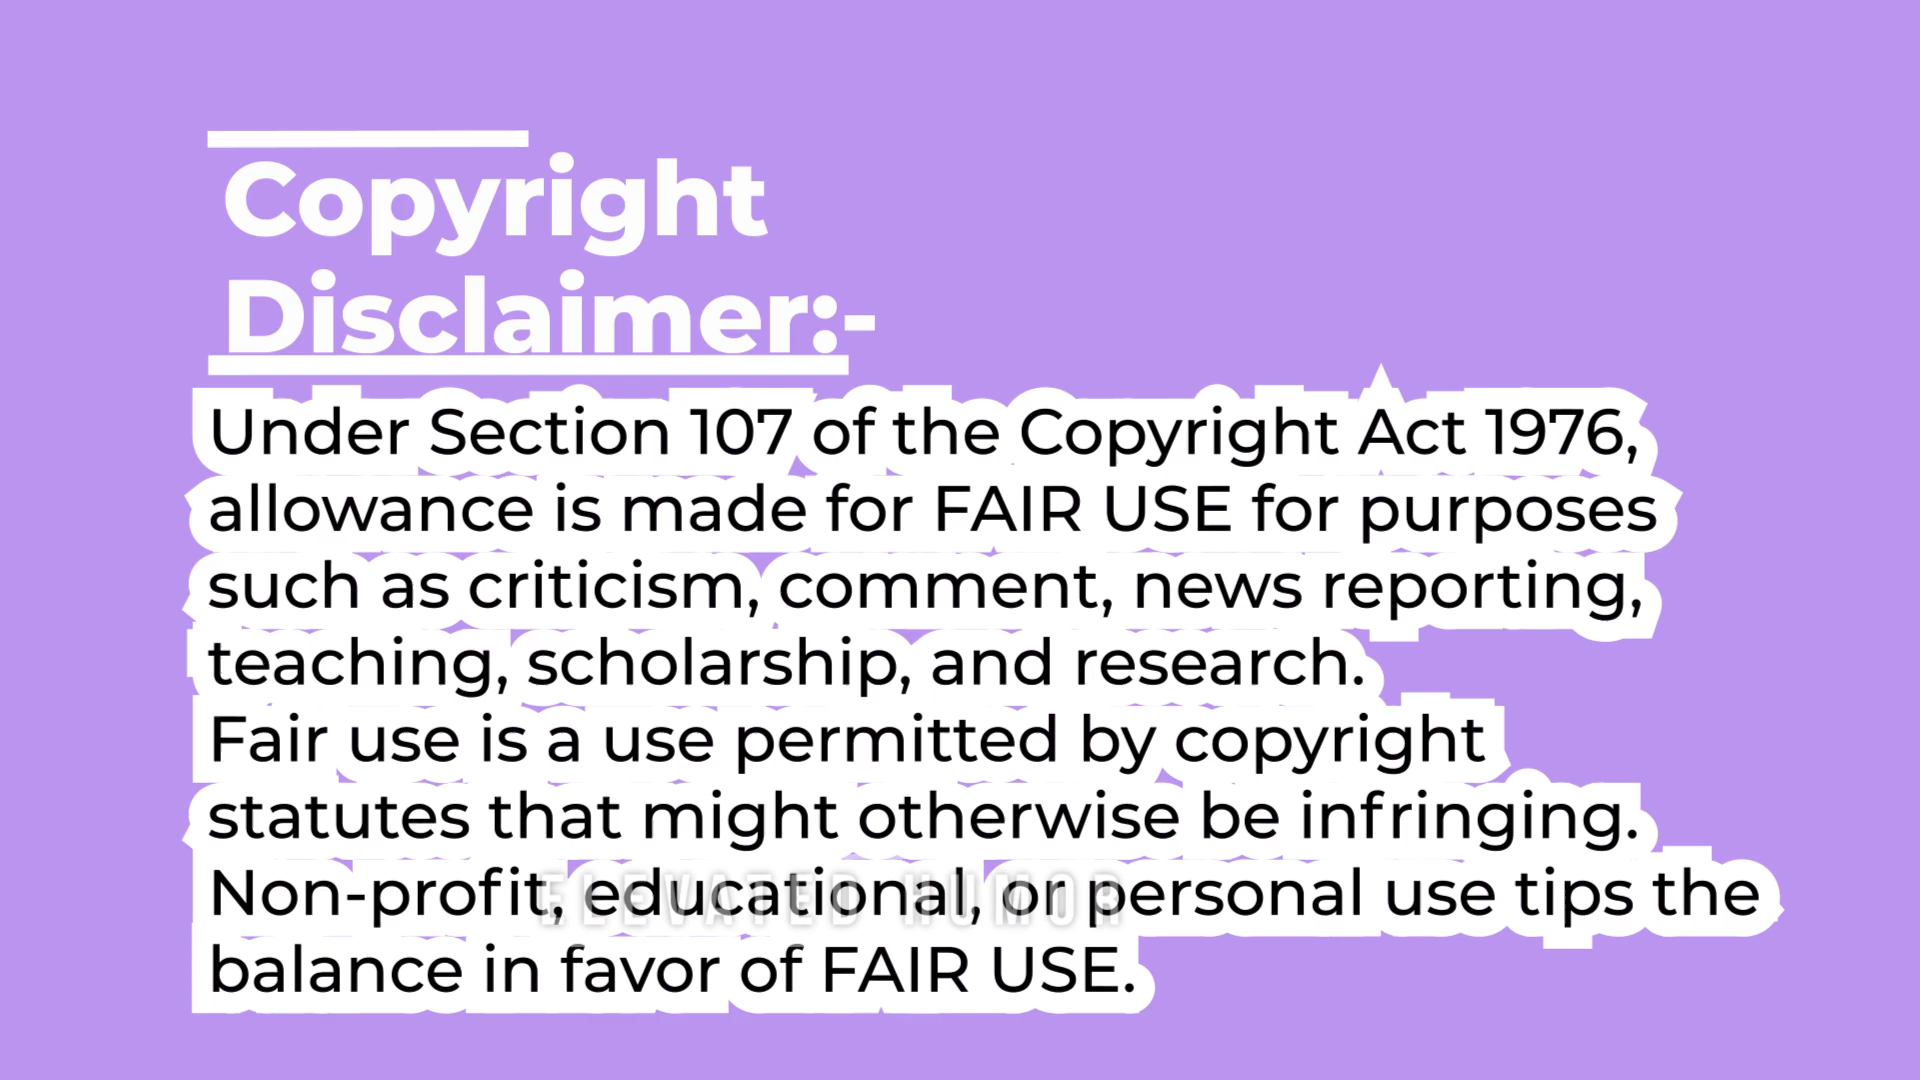 Copyright
Disclaimer:-
Under Section 107 of the Copyright Act 1976,
allowance is made for FAIR USE for purposes
such as criticism, comment, news reporting,
teaching, scholarship, and research.
Fair use is a use permitted by copyright
statutes that might otherwise be infringing.
Non-profit, educational, or personal use tips the
ELEVATED HUMOR
balance in favor of FAIR USE.